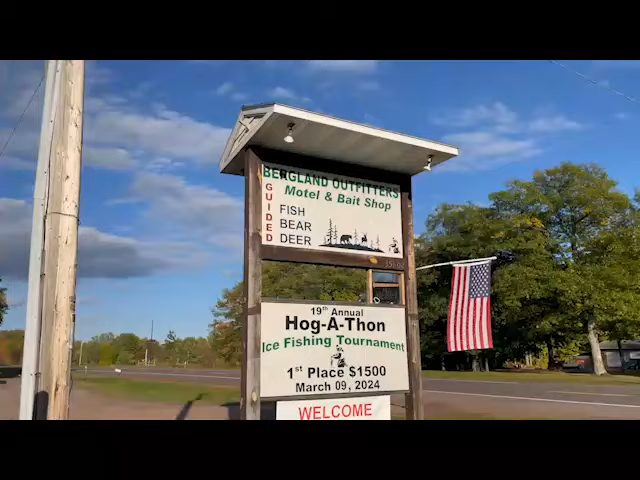 BERGLAND OUTFITTERS
Motel & Bait Shop
GUIDED
FISH
BEAR
DEER
19th Annual
Hog-A-Thon
Ice Fishing Tournament
1st Place $1500
March 09, 2024
WELCOME